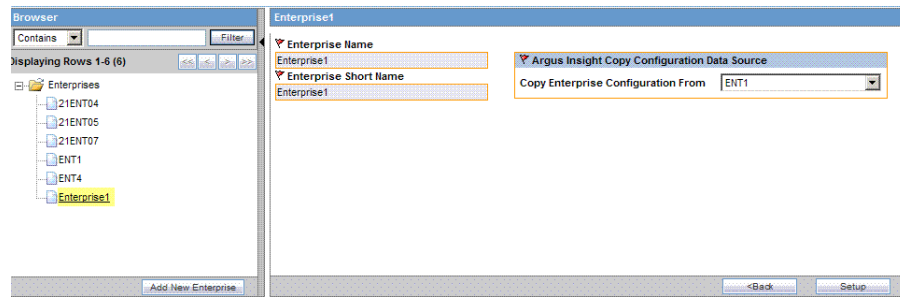 Browser
Contains
Filter
Displaying Rows 1-6 (6)
<< < > >>
Enterprises
21ENT04
21ENT05
21ENT07
ENT1
ENT4
Enterprise1
Add New Enterprise
Enterprise1
Enterprise Name
Enterprise1
Enterprise Short Name
Enterprise1
Argus Insight Copy Configuration Data Source
Copy Enterprise Configuration From ENT1
<Back Setup